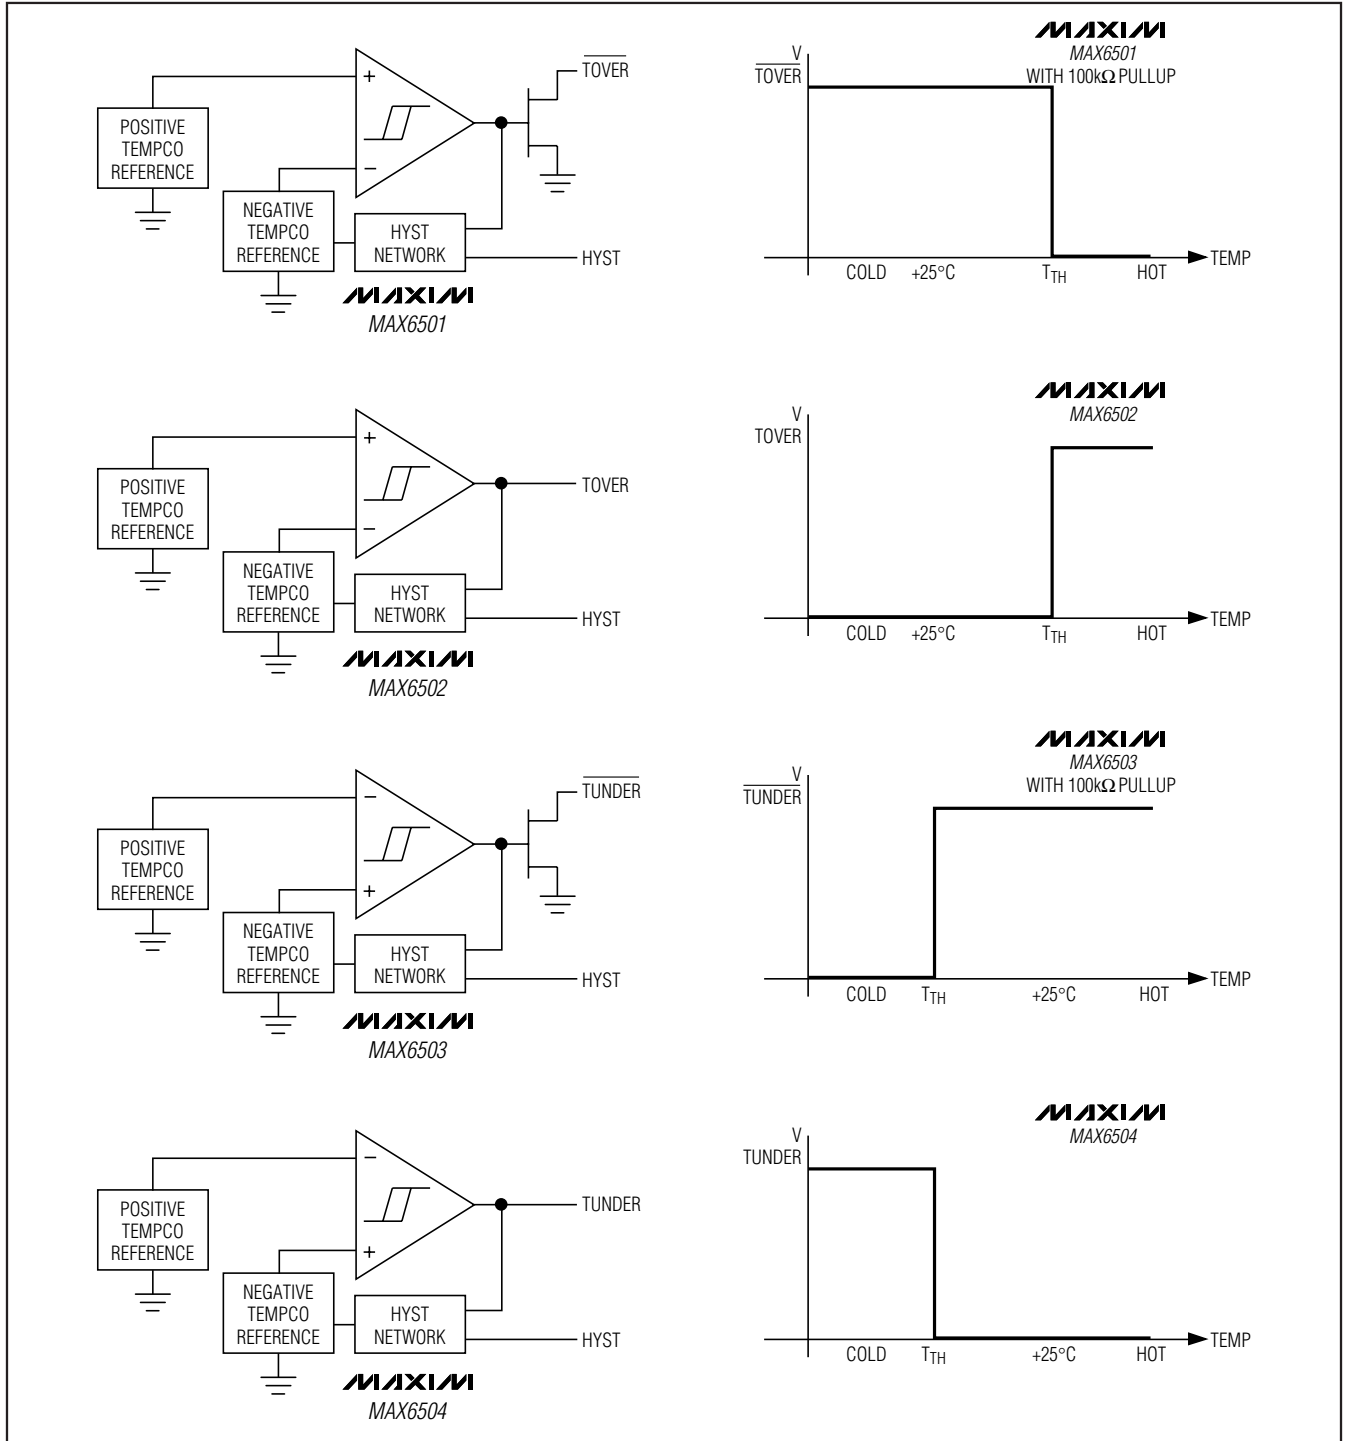 POSITIVE
TEMPCO
REFERENCE
+
−
NEGATIVE
TEMPCO
REFERENCE
HYST
NETWORK
TOVER
HYST
MAXIM
MAX6501
V
TOVER
MAXIM
MAX6501
WITH 100kΩ PULLUP
COLD +25°C TTH HOT TEMP
POSITIVE
TEMPCO
REFERENCE
+
−
NEGATIVE
TEMPCO
REFERENCE
HYST
NETWORK
TOVER
HYST
MAXIM
MAX6502
V
TOVER
MAXIM
MAX6502
COLD +25°C TTH HOT TEMP
POSITIVE
TEMPCO
REFERENCE
−
+
NEGATIVE
TEMPCO
REFERENCE
HYST
NETWORK
TUNDER
HYST
MAXIM
MAX6503
V
TUNDER
MAXIM
MAX6503
WITH 100kΩ PULLUP
COLD TTH +25°C HOT TEMP
POSITIVE
TEMPCO
REFERENCE
−
+
NEGATIVE
TEMPCO
REFERENCE
HYST
NETWORK
TUNDER
HYST
MAXIM
MAX6504
V
TUNDER
MAXIM
MAX6504
COLD TTH +25°C HOT TEMP